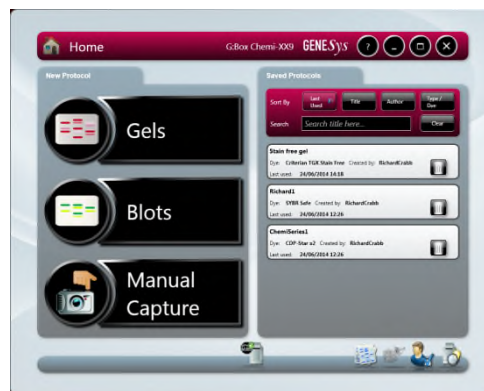 Home
G:Box Chemi-XX9 GENESys
New Protocol
Gels
Blots
Manual
Capture
Saved Protocols
Sort By
Last
Used
Title
Author
Type /
Dye
Search
Search title here...
Clear
Stain free gel
Dye: Criterian TGX Stain Free Created by: RichardCrabb
Last used: 24/06/2014 14:18
Richard1
Dye: SYBR Safe Created by: RichardCrabb
Last used: 24/06/2014 12:26
ChemiSeries1
Dye: CDP-Star x2 Created by: RichardCrabb
Last used: 24/06/2014 12:26